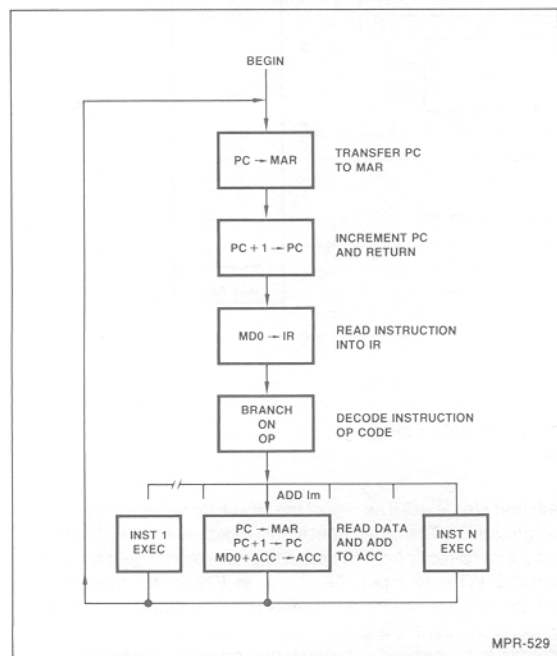 BEGIN
PC → MAR
TRANSFER PC
TO MAR
PC + 1 → PC
INCREMENT PC
AND RETURN
MD0 → IR
READ INSTRUCTION
INTO IR
BRANCH
ON
OP
DECODE INSTRUCTION
OP CODE
ADD Im
INST 1
EXEC
PC → MAR
PC+1 → PC
MD0+ACC → ACC
READ DATA
AND ADD
TO ACC
INST N
EXEC
MPR-529